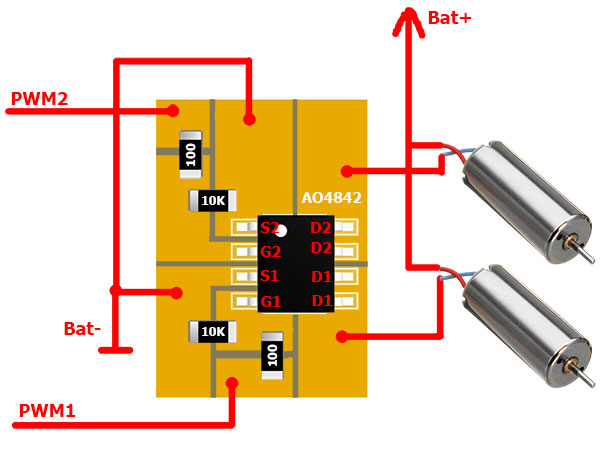 Bat+
PWM2
100
10K
AO4842
S2 D2
G2 D2
S1 D1
G1 D1
Bat-
10K
100
PWM1